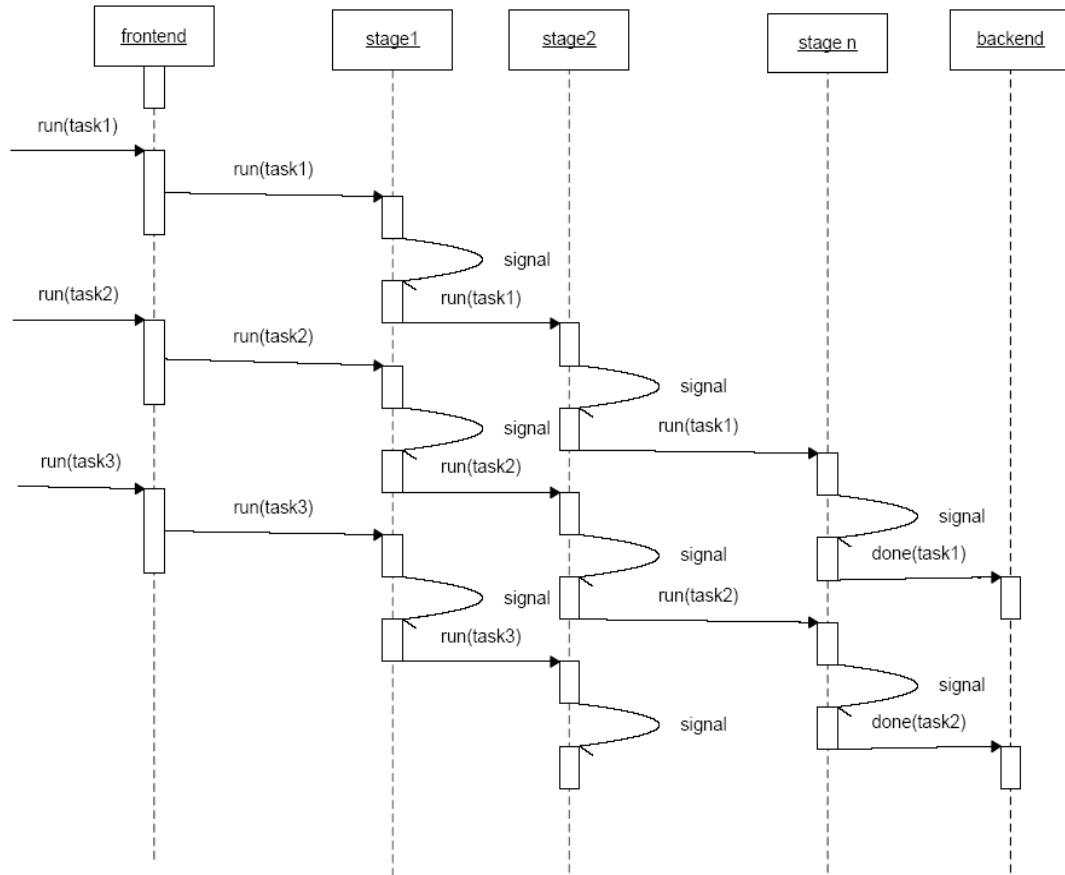 frontend
stage1
stage2
stage n
backend
run(task1)
run(task1)
signal
run(task2)
run(task1)
run(task2)
signal
signal
run(task1)
run(task3)
run(task2)
run(task3)
signal
signal
done(task1)
signal
run(task2)
run(task3)
signal
signal
done(task2)